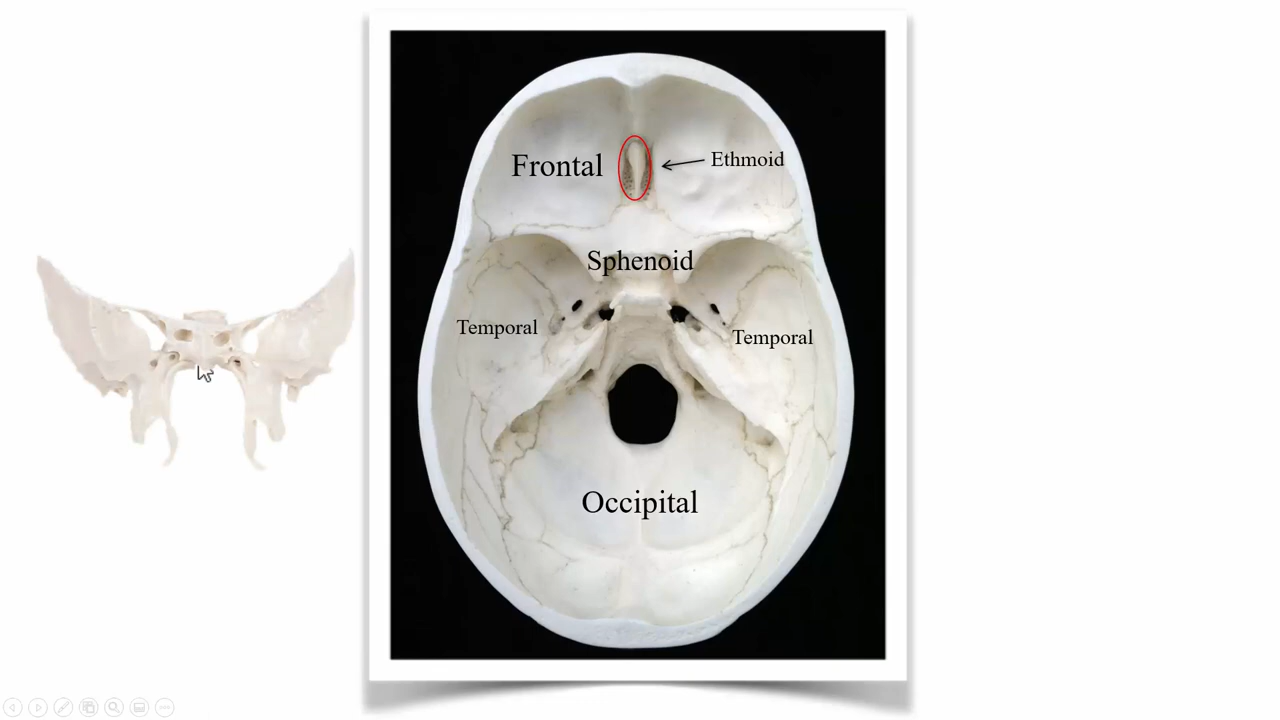 Frontal
Ethmoid
Sphenoid
Temporal
Temporal
Occipital